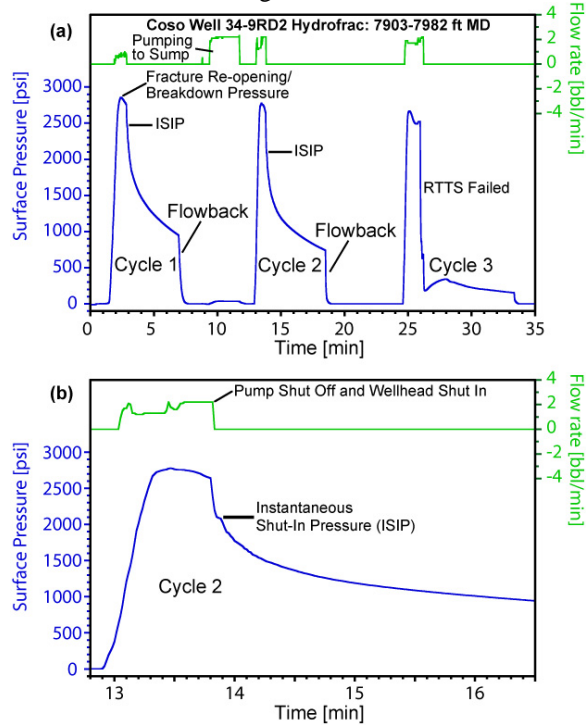 Coso Well 34-9RD2 Hydrofrac: 7903-7982 ft MD
(a)
Pumping
to Sump
4
2
0
-2
-4
Flow rate [bbl/min]
Fracture Re-opening/
Breakdown Pressure
ISIP
ISIP
RTTS Failed
Flowback
Flowback
Cycle 1
Cycle 2
Cycle 3
3000
2500
2000
1500
1000
500
0
Surface Pressure [psi]
0 5 10 15 20 25 30 35
Time [min]
(b)
Pump Shut Off and Wellhead Shut In
4
2
0
-2
-4
Flow rate [bbl/min]
Instantaneous
Shut-In Pressure (ISIP)
Cycle 2
3000
2500
2000
1500
1000
500
0
Surface Pressure [psi]
13 14 15 16
Time [min]